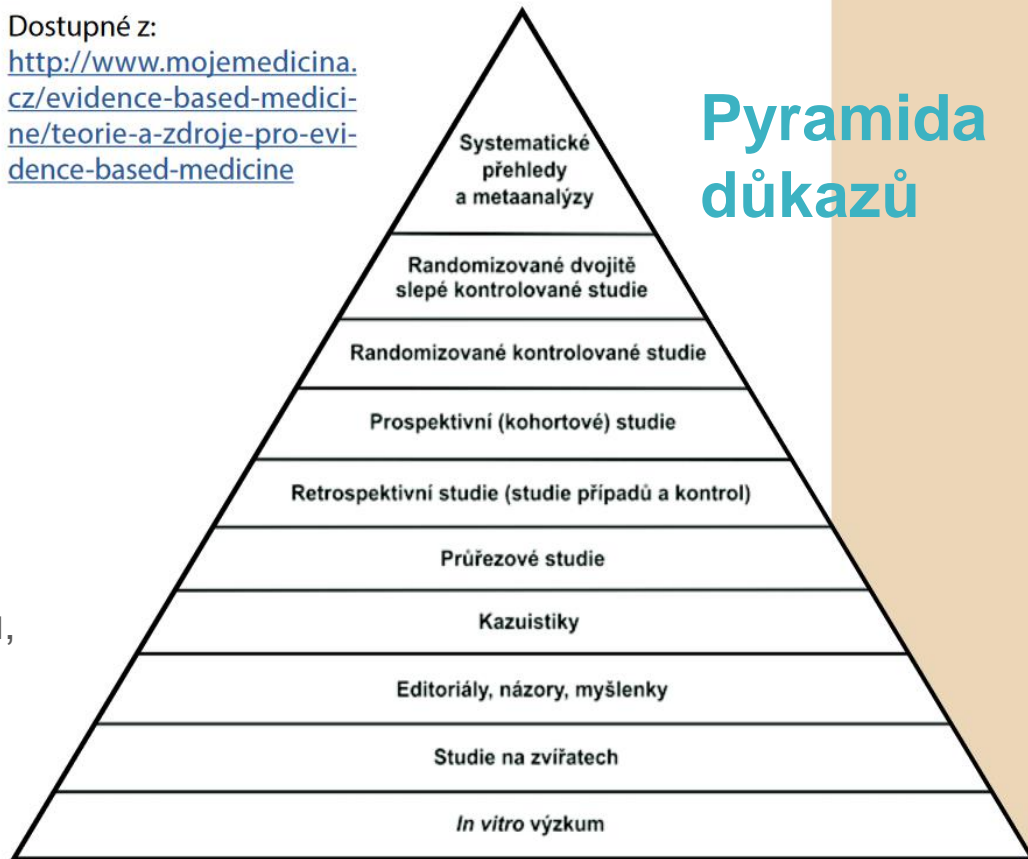 Dostupné z:
http://www.mojemedicina.
cz/evidence-based-medici-
ne/teorie-a-zdroje-pro-evi-
dence-based-medicine
Pyramida
důkazů
Systematické
přehledy
a metaanalýzy
Randomizované dvojitě
slepé kontrolované studie
Randomizované kontrolované studie
Prospektivní (kohortové) studie
Retrospektivní studie (studie případů a kontrol)
Průřezové studie
Kazuistiky
Editoriály, názory, myšlenky
Studie na zvířatech
In vitro výzkum